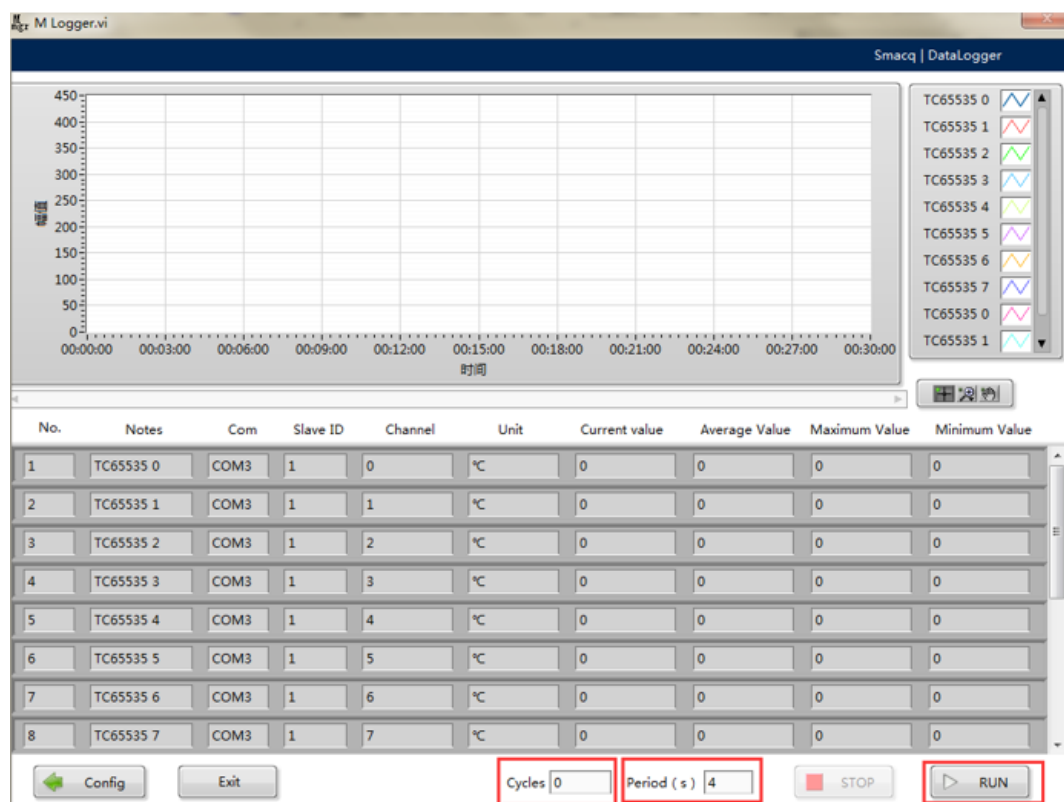 M Logger.vi
Smacq | DataLogger
450
400
350
300
250
200
150
100
50
0
幅值
00:00:00 00:03:00 00:06:00 00:09:00 00:12:00 00:15:00 00:18:00 00:21:00 00:24:00 00:27:00 00:30:00
时间
TC65535 0
TC65535 1
TC65535 2
TC65535 3
TC65535 4
TC65535 5
TC65535 6
TC65535 7
TC65535 0
TC65535 1
No. Notes Com Slave ID Channel Unit Current value Average Value Maximum Value Minimum Value
1 TC65535 0 COM3 1 0 ℃ 0 0 0 0
2 TC65535 1 COM3 1 1 ℃ 0 0 0 0
3 TC65535 2 COM3 1 2 ℃ 0 0 0 0
4 TC65535 3 COM3 1 3 ℃ 0 0 0 0
5 TC65535 4 COM3 1 4 ℃ 0 0 0 0
6 TC65535 5 COM3 1 5 ℃ 0 0 0 0
7 TC65535 6 COM3 1 6 ℃ 0 0 0 0
8 TC65535 7 COM3 1 7 ℃ 0 0 0 0
Config Exit Cycles 0 Period ( s ) 4 STOP RUN